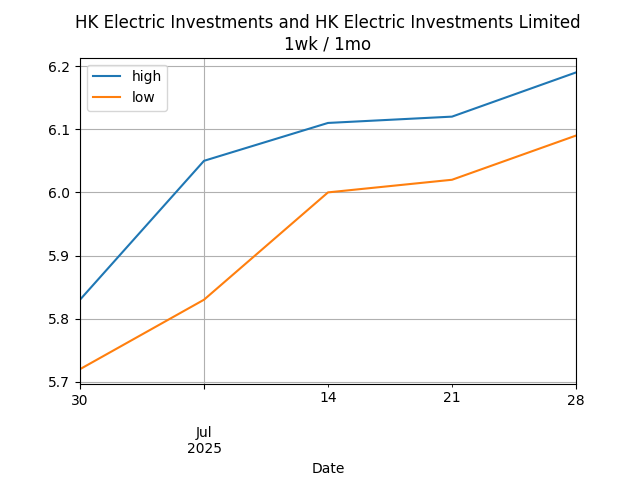 HK Electric Investments and HK Electric Investments Limited
1wk / 1mo
high
low
6.2
6.1
6.0
5.9
5.8
5.7
30
Jul
2025
14
21
28
Date